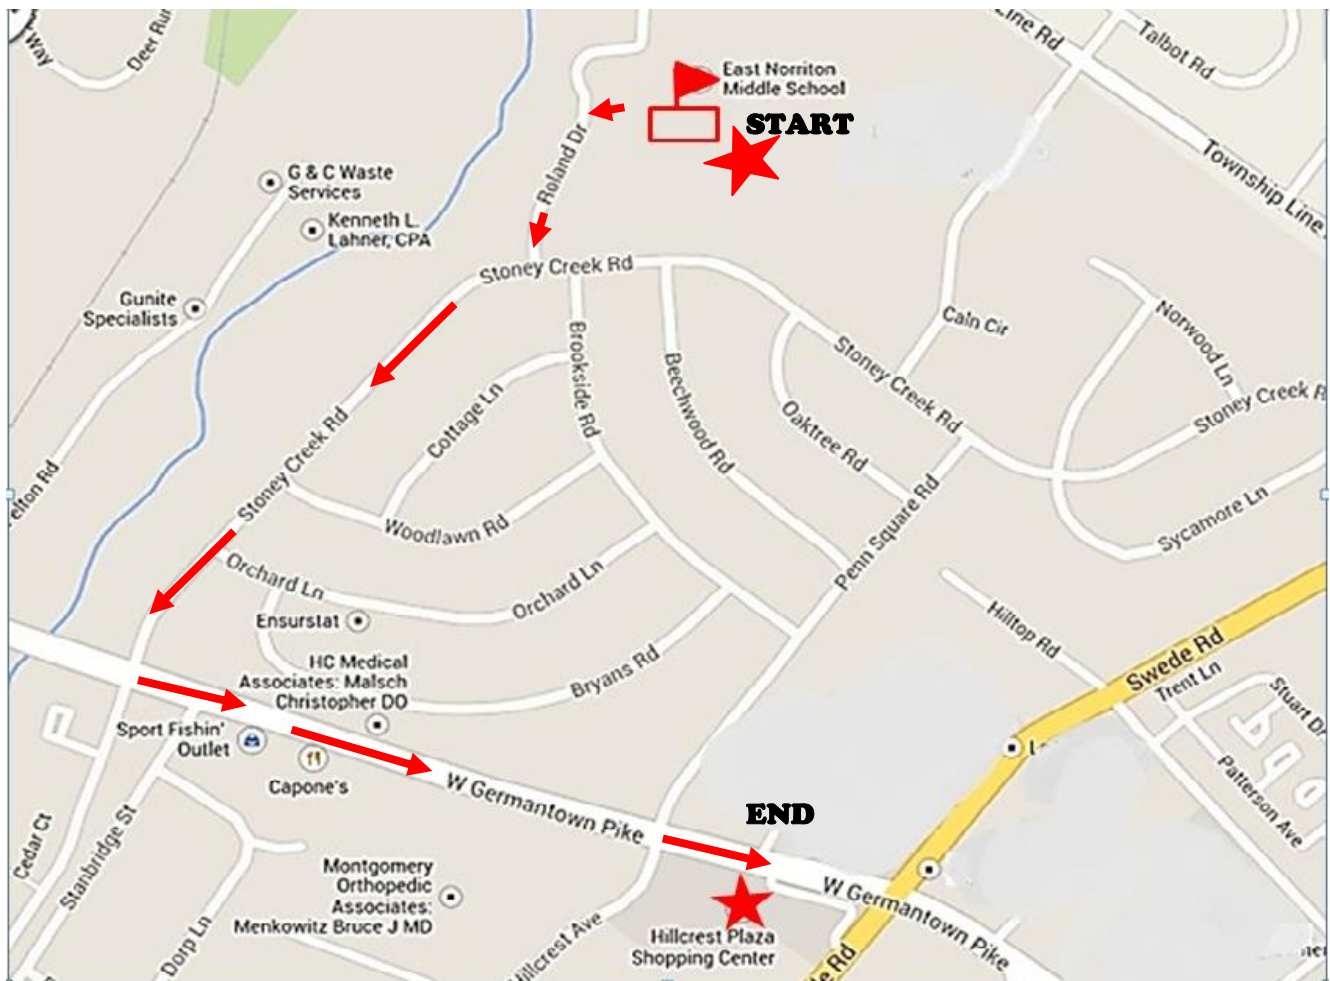 Way
Deer Run
Line Rd
Talbot Rd
East Norriton
Middle School
START
Roland Dr
Township Line
G & C Waste
Services
Kenneth L.
Lahner, CPA
Stoney Creek Rd
Gunite
Specialists
Caln Cir
Norwood Ln
Brookside Rd
Beechwood Rd
Stoney Creek Rd
Stoney Creek R
Cottage Ln
Oaktree Rd
Stoney Creek Rd
elton Rd
Woodlawn Rd
Penn Square Rd
Sycamore Ln
Orchard Ln
Orchard Ln
Ensurstat
Hilltop Rd
HC Medical
Associates: Malsch
Christopher DO
Bryans Rd
Swede Rd
Trent Ln
Stuart Dr
Sport Fishin'
Outlet
Capone's
W Germantown Pike
END
Patterson Ave
Cedar Ct
Stanbridge St
Montgomery
Orthopedic
Associates:
Menkowitz Bruce J MD
W Germantown Pike
Dorp Ln
Hillcrest Ave
Hillcrest Plaza
Shopping Center
de Rd